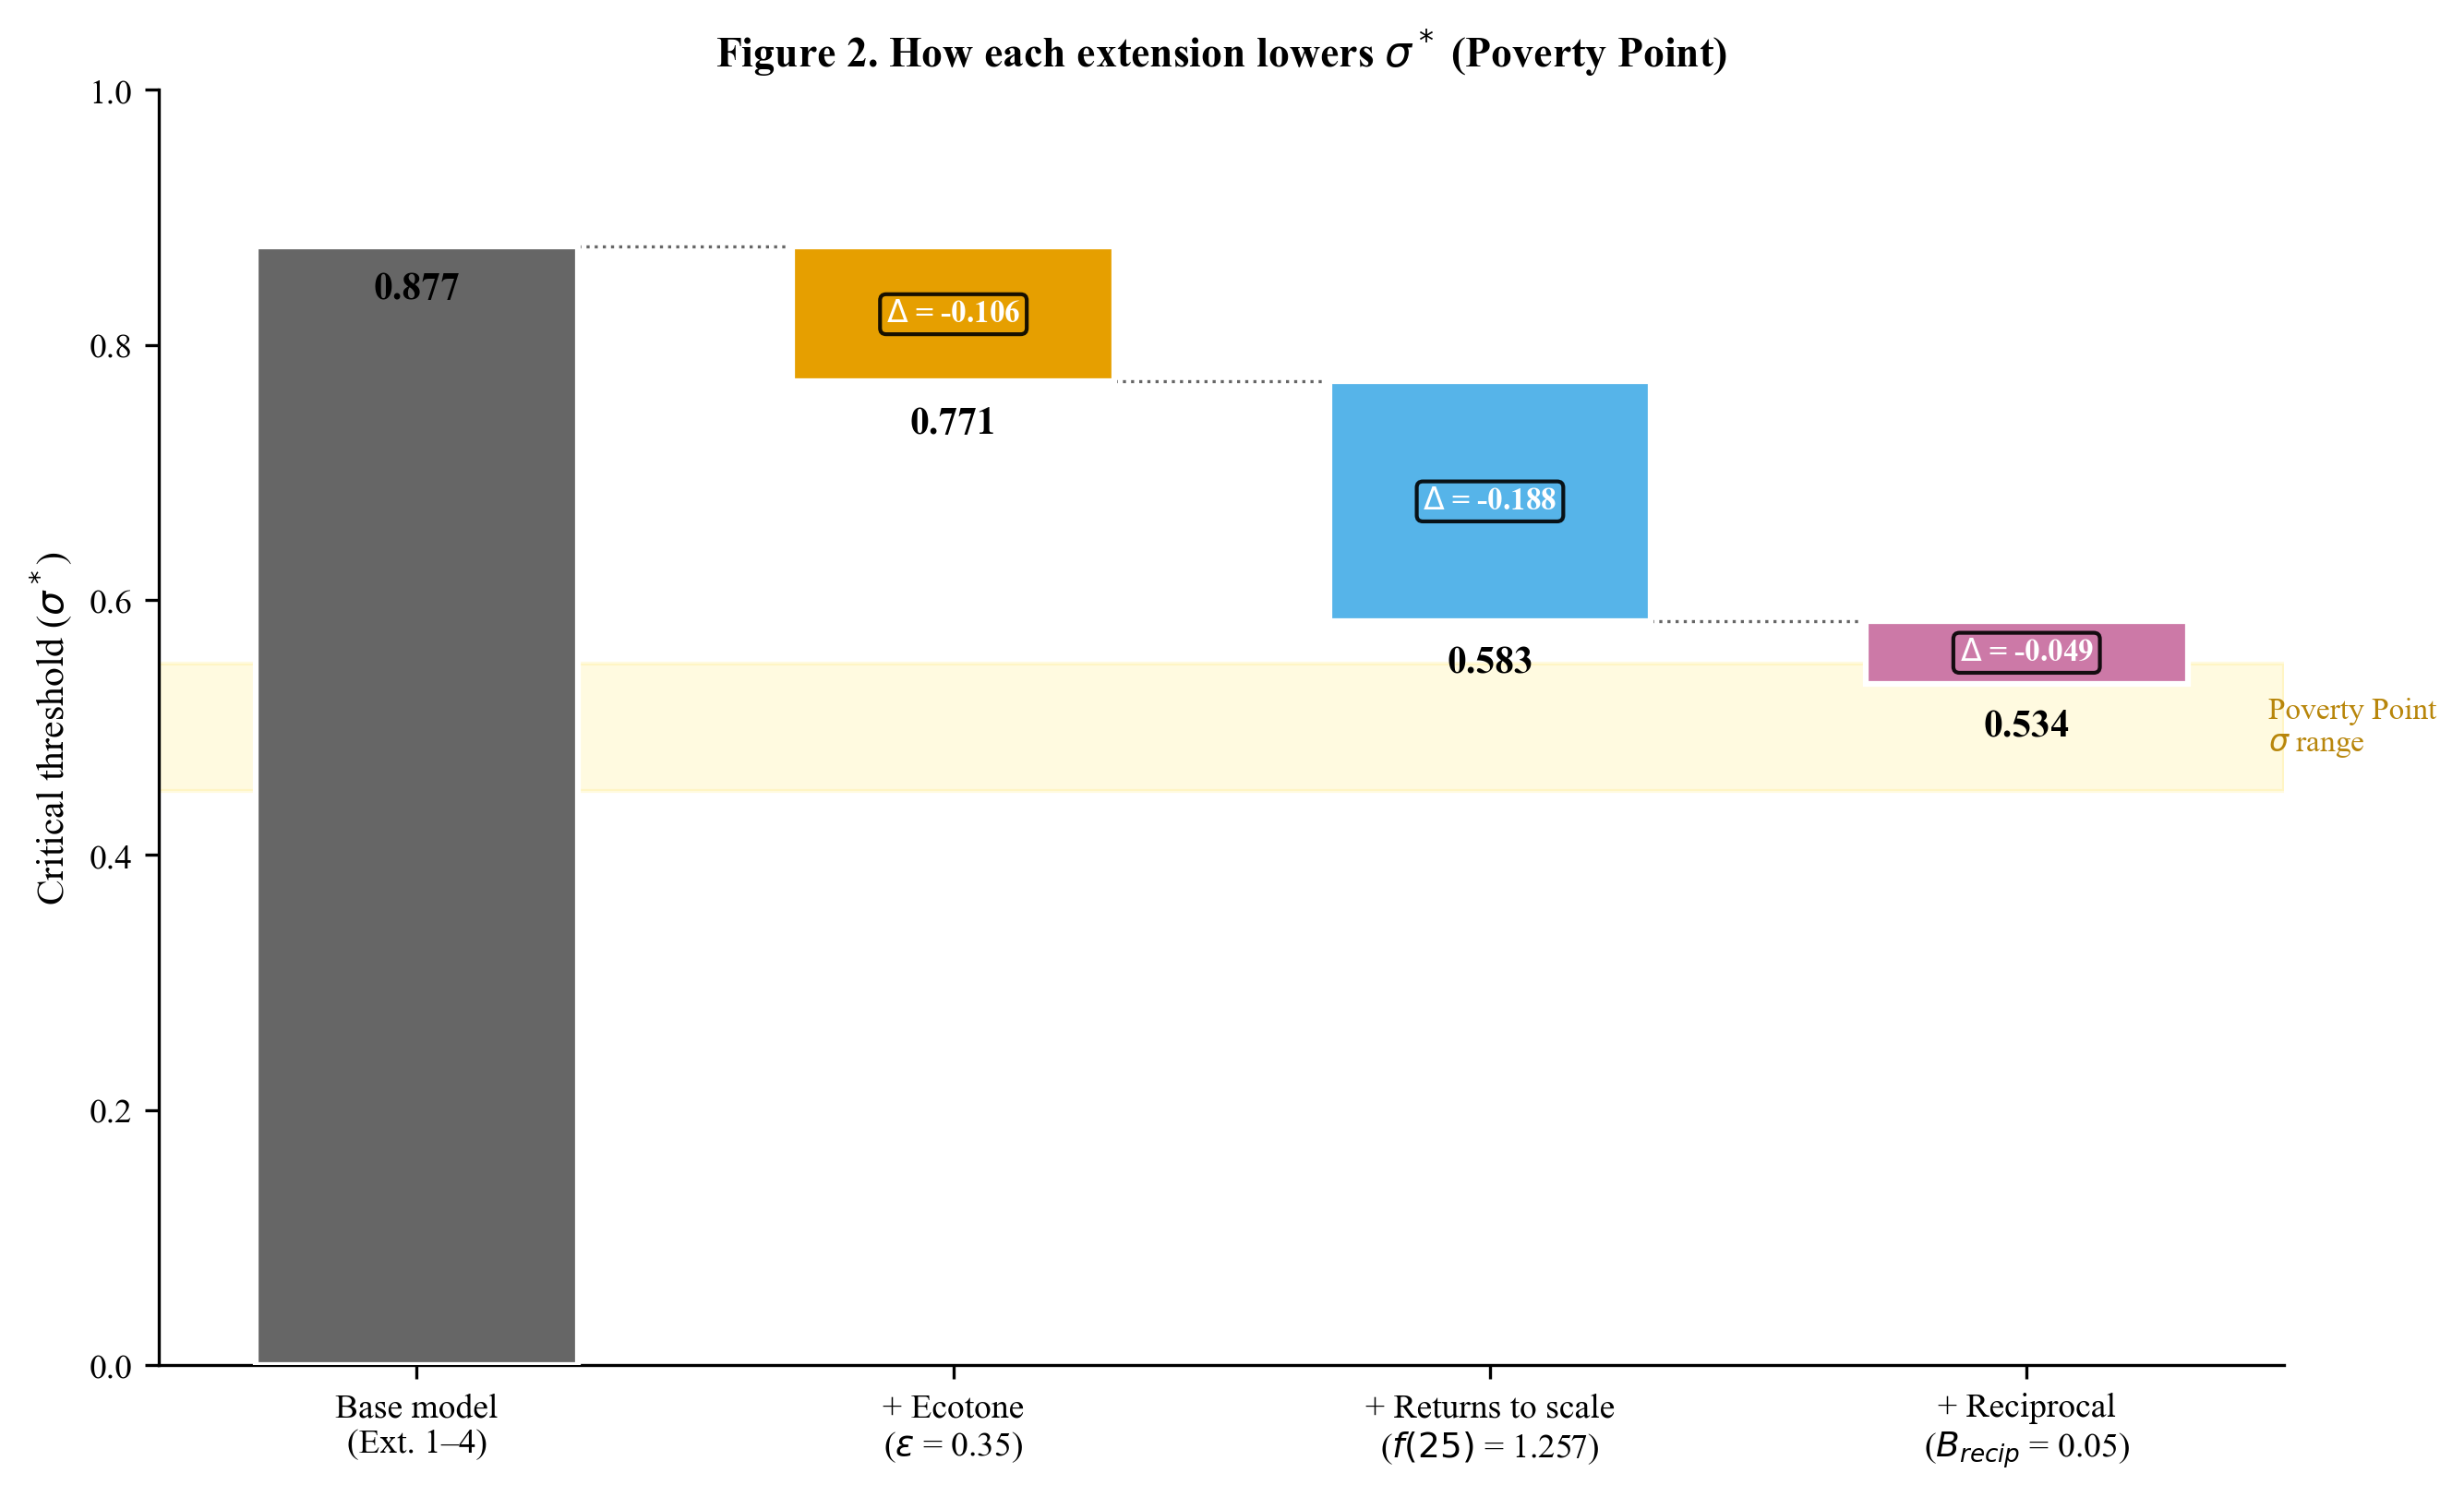 Figure 2. How each extension lowers σ* (Poverty Point)
Critical threshold (σ*)
1.0
0.8
0.6
0.4
0.2
0.0
0.877
Δ = -0.106
0.771
Δ = -0.188
0.583
Δ = -0.049
0.534
Poverty Point
σ range
Base model
(Ext. 1–4)
+ Ecotone
(ε = 0.35)
+ Returns to scale
(f(25) = 1.257)
+ Reciprocal
(B_recip = 0.05)